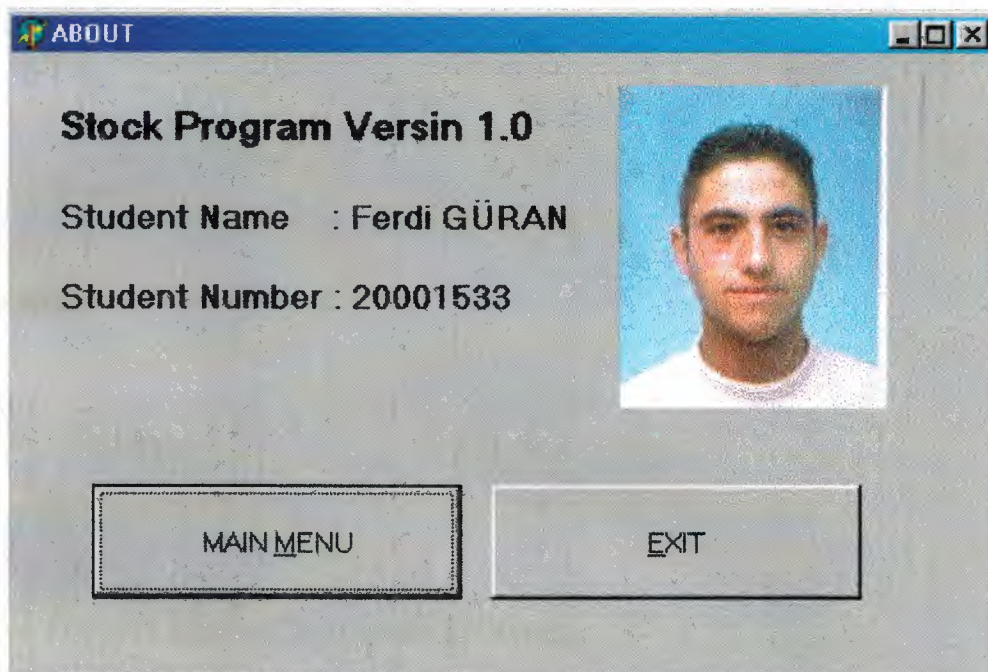 ABOUT
Stock Program Versin 1.0
Student Name : Ferdi GÜRAN
Student Number : 20001533
MAIN MENU
EXIT